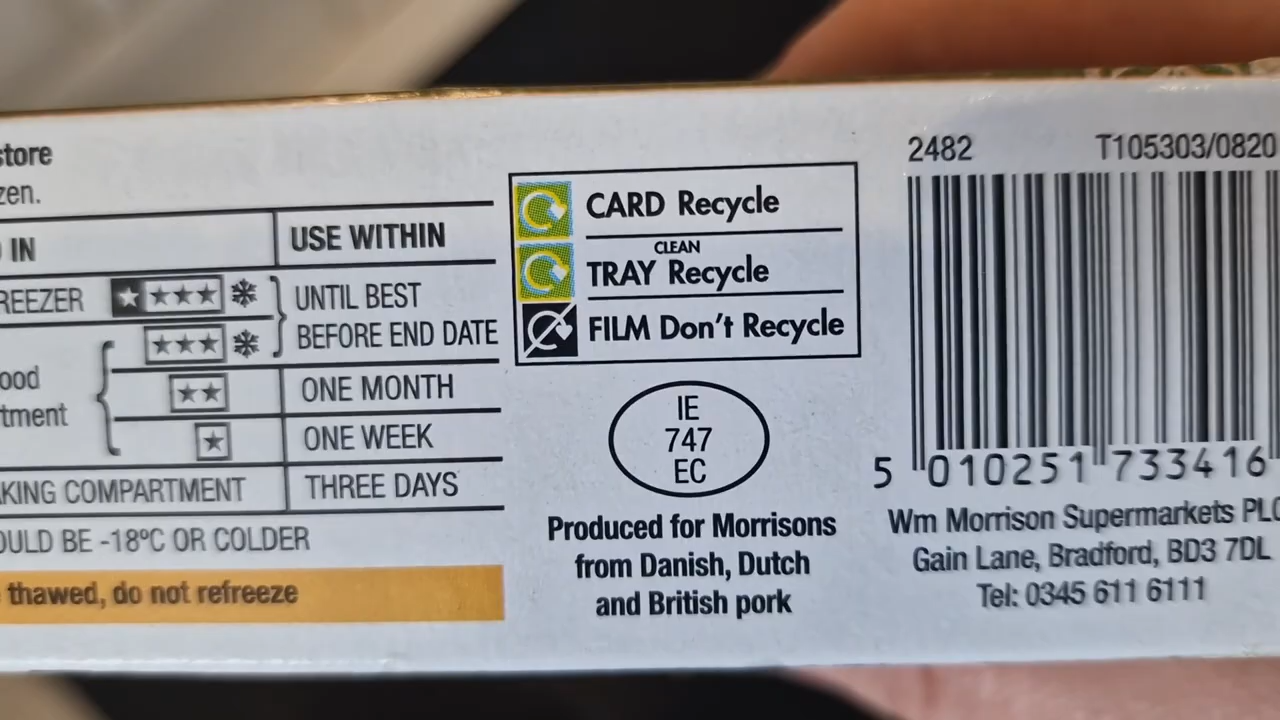 store
zen.
IN
USE WITHIN
REEZER
UNTIL BEST
BEFORE END DATE
ood
tment
ONE MONTH
ONE WEEK
KING COMPARTMENT
THREE DAYS
OULD BE -18ºC OR COLDER
thawed, do not refreeze
CARD Recycle
CLEAN
TRAY Recycle
FILM Don't Recycle
IE
747
EC
Produced for Morrisons
from Danish, Dutch
and British pork
2482 T105303/0820
5 010251 733416
Wm Morrison Supermarkets PLC
Gain Lane, Bradford, BD3 7DL
Tel: 0345 611 6111